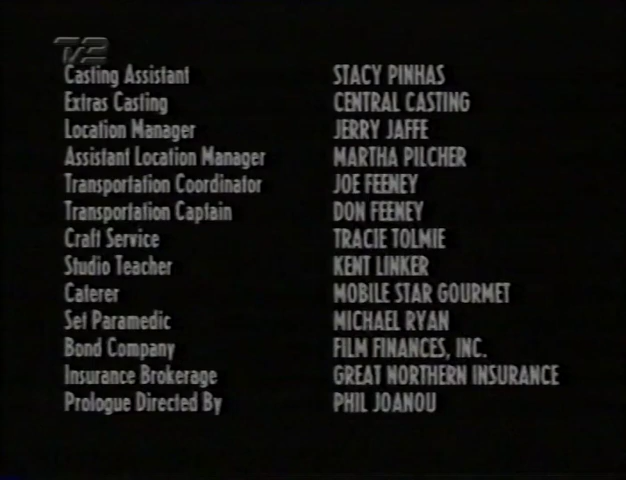 TV2
Casting Assistant STACY PINHAS
Extras Casting CENTRAL CASTING
Location Manager JERRY JAFFE
Assistant Location Manager MARTHA PILCHER
Transportation Coordinator JOE FEENEY
Transportation Captain DON FEENEY
Craft Service TRACIE TOLMIE
Studio Teacher KENT LINKER
Caterer MOBILE STAR GOURMET
Set Paramedic MICHAEL RYAN
Bond Company FILM FINANCES, INC.
Insurance Brokerage GREAT NORTHERN INSURANCE
Prologue Directed By PHIL JOANOU